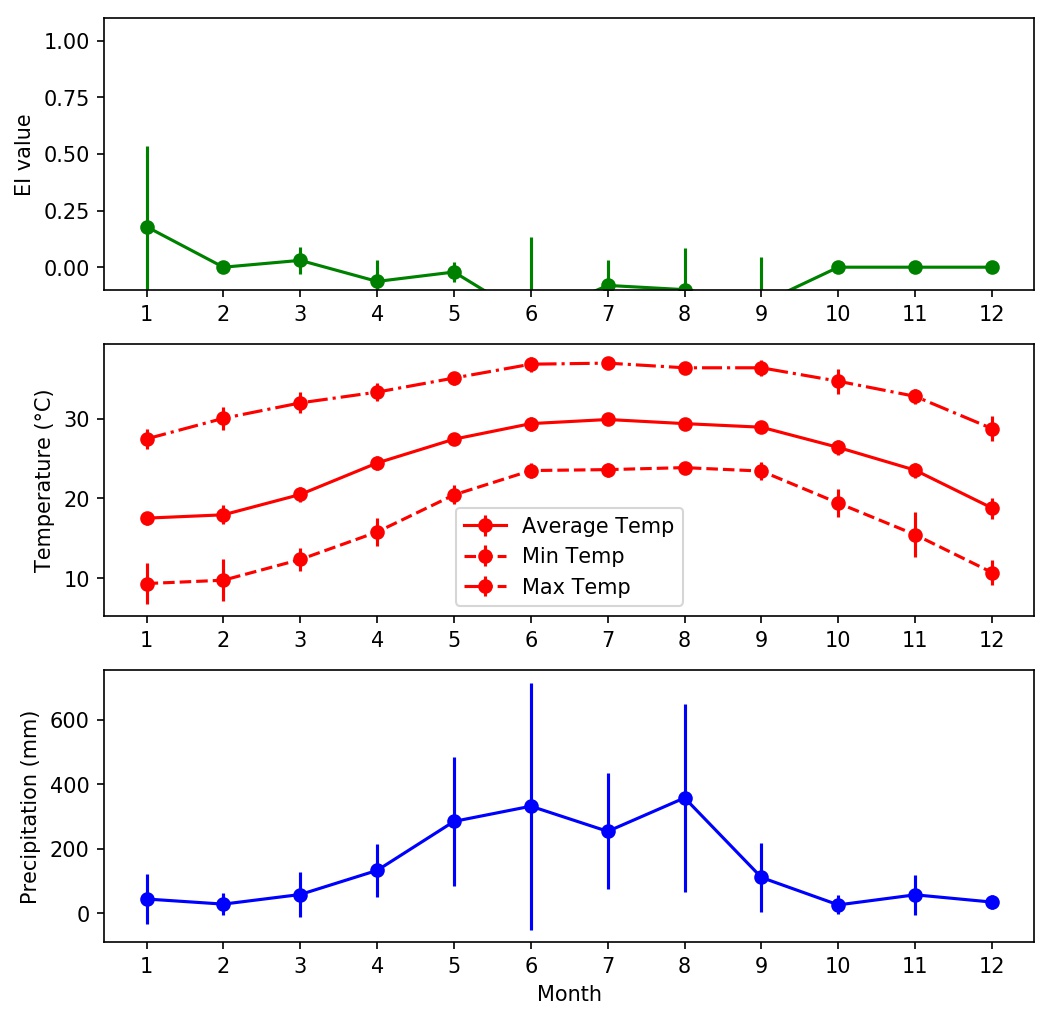 EI value
1.00
0.75
0.50
0.25
0.00
1 2 3 4 5 6 7 8 9 10 11 12
Temperature (°C)
30
20
10
Average Temp
Min Temp
Max Temp
1 2 3 4 5 6 7 8 9 10 11 12
Precipitation (mm)
600
400
200
0
1 2 3 4 5 6 7 8 9 10 11 12
Month